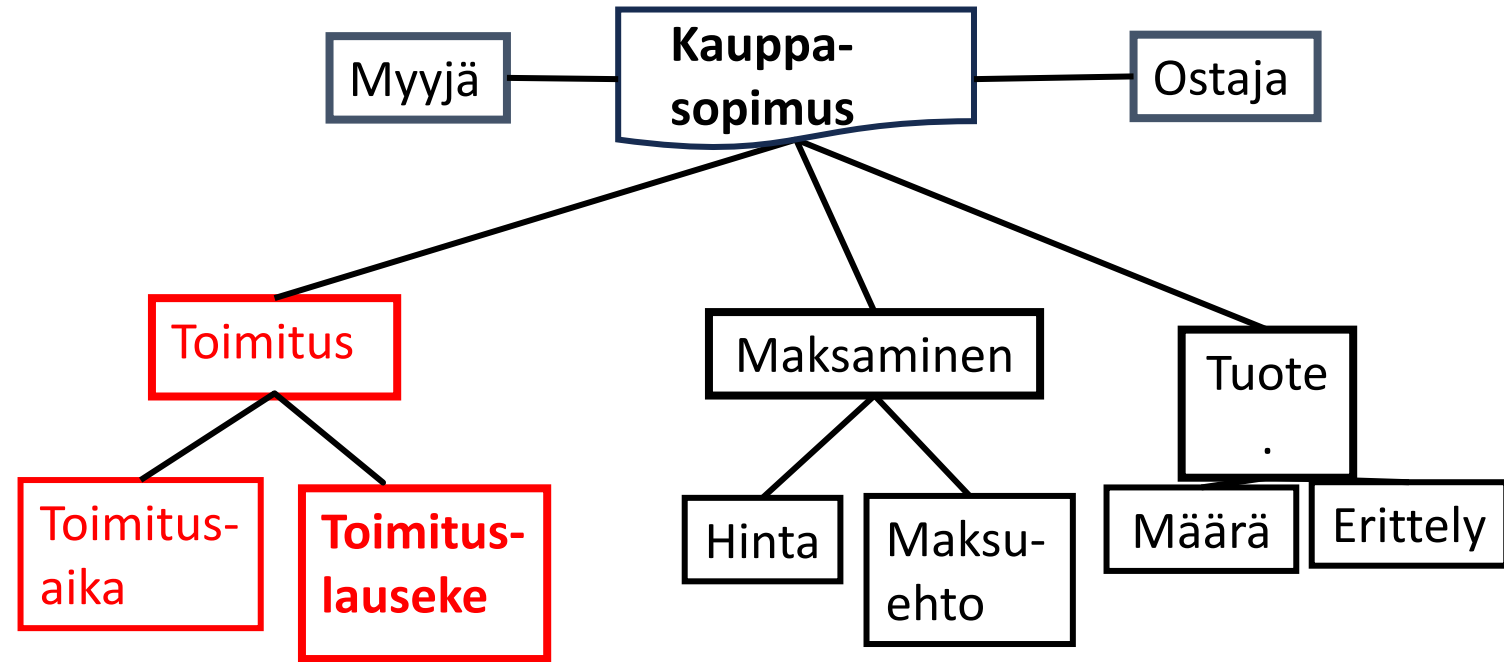 Myyjä
Kauppa-
sopimus
Ostaja
Toimitus
Maksaminen
Tuote
.
Toimitus-
aika
Toimitus-
lauseke
Hinta
Maksu-
ehto
Määrä
Erittely